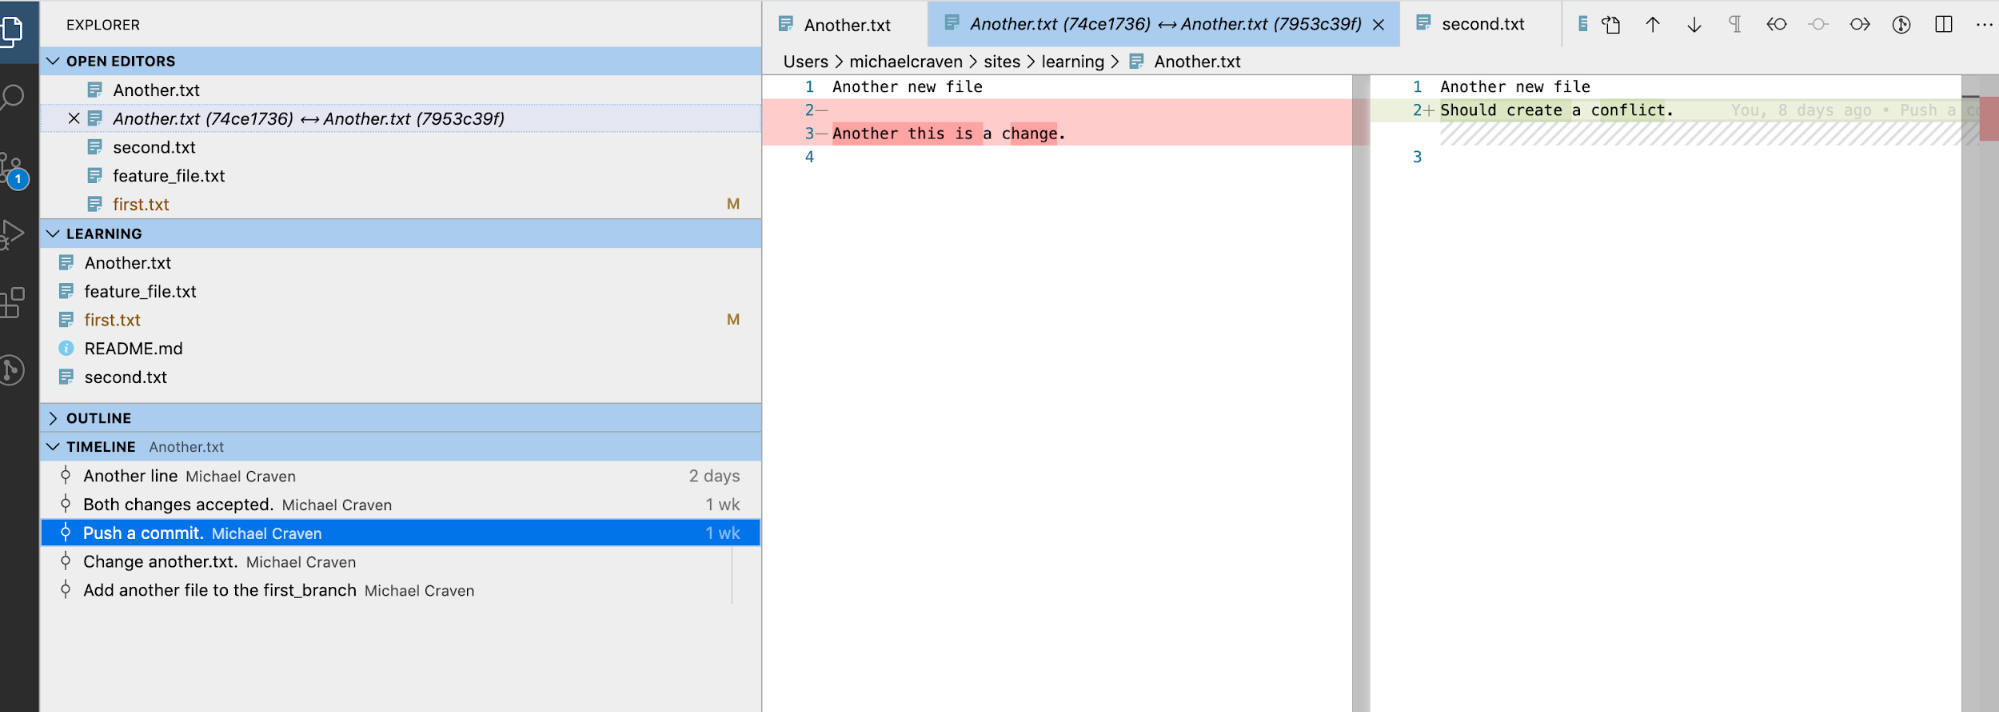 EXPLORER
OPEN EDITORS
Another.txt
Another.txt (74ce1736) ↔ Another.txt (7953c39f)
second.txt
feature_file.txt
first.txt M
LEARNING
Another.txt
feature_file.txt
first.txt M
README.md
second.txt
OUTLINE
TIMELINE Another.txt
Another line Michael Craven 2 days
Both changes accepted. Michael Craven 1 wk
Push a commit. Michael Craven 1 wk
Change another.txt. Michael Craven
Add another file to the first_branch Michael Craven
1
Another.txt
Another.txt (74ce1736) ↔ Another.txt (7953c39f)
second.txt
Users > michaelcraven > sites > learning > Another.txt
1 Another new file
2—
3— Another this is a change.
4
1 Another new file
2+ Should create a conflict. You, 8 days ago • Push a co
3